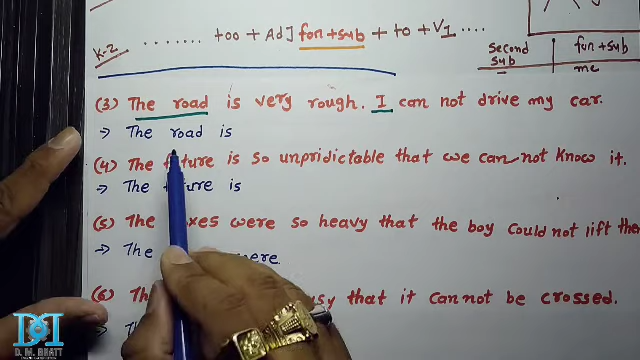 K-2 ....... too + Adj for + sub + to + V1 ....
second sub
for + sub
me
(3) The road is very rough. I can not drive my car.
→ The road is
(4) The future is so unpridictable that we can not know it.
→ The future is
(5) The boxes were so heavy that the boy could not lift them
→ The were
(6) that it can not be crossed.
D. M. BHATT